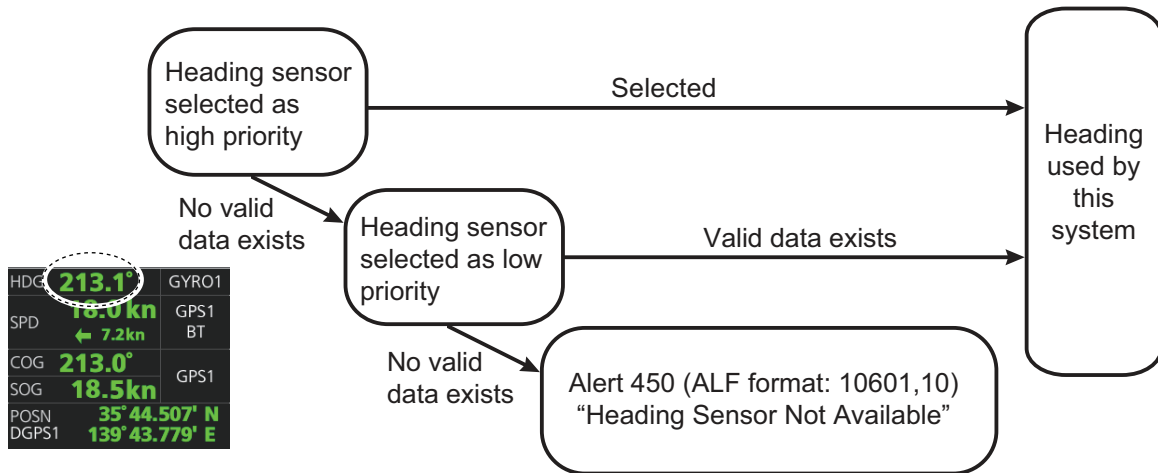 Heading sensor
selected as
high priority
Selected
Heading
used by
this
system
No valid
data exists
Heading sensor
selected as low
priority
Valid data exists
No valid
data exists
Alert 450 (ALF format: 10601,10)
“Heading Sensor Not Available”
HDG 213.1° GYRO1
SPD 18.0 kn GPS1
← 7.2kn BT
COG 213.0°
GPS1
SOG 18.5kn
POSN 35°44.507' N
DGPS1 139°43.779' E